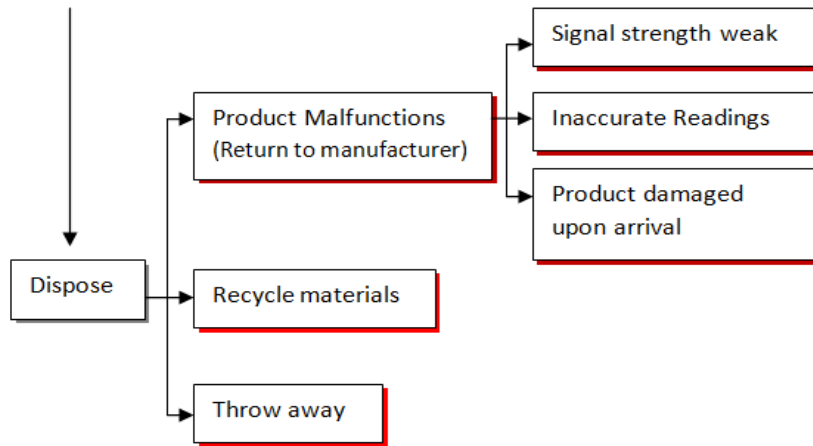 Signal strength weak
Product Malfunctions
(Return to manufacturer)
Inaccurate Readings
Product damaged
upon arrival
Dispose
Recycle materials
Throw away